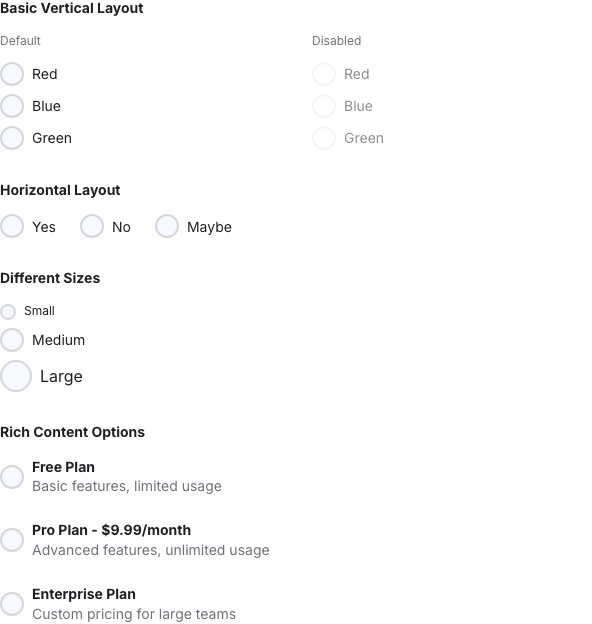 Basic Vertical Layout
Default
Red
Blue
Green
Disabled
Red
Blue
Green
Horizontal Layout
Yes No Maybe
Different Sizes
Small
Medium
Large
Rich Content Options
Free Plan
Basic features, limited usage
Pro Plan - $9.99/month
Advanced features, unlimited usage
Enterprise Plan
Custom pricing for large teams